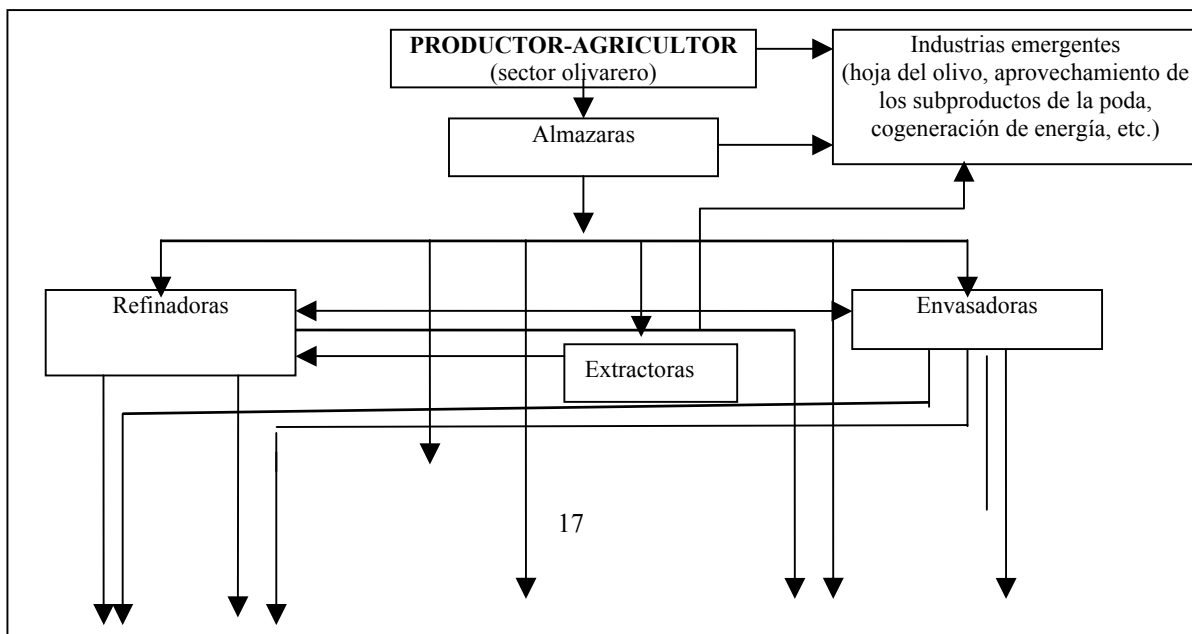 PRODUCTOR-AGRICULTOR
(sector olivarero)
Industrias emergentes
(hoja del olivo, aprovechamiento de
los subproductos de la poda,
cogeneración de energía, etc.)
Almazaras
Refinadoras
Envasadoras
Extractoras
17